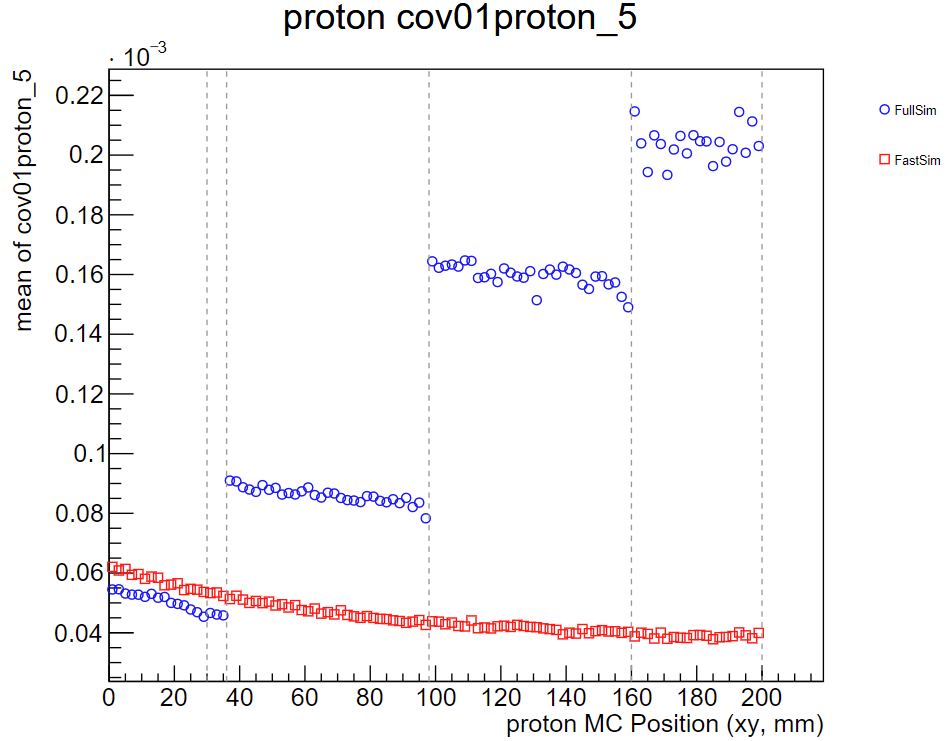 proton cov01proton_5
· 10⁻³
mean of cov01proton_5
0.22
0.2
0.18
0.16
0.14
0.12
0.1
0.08
0.06
0.04
0 20 40 60 80 100 120 140 160 180 200
proton MC Position (xy, mm)
FullSim
FastSim